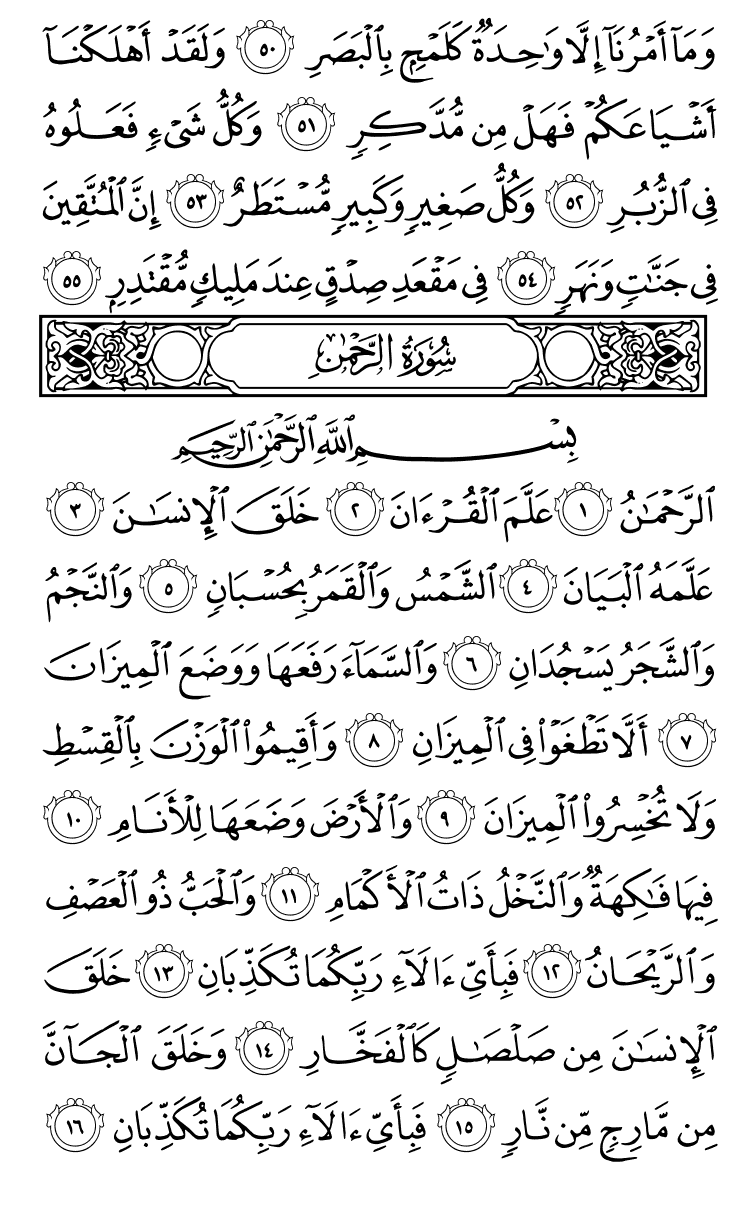 وَمَآ أَمۡرُنَآ إِلَّا وَٰحِدَةٞ كَلَمۡحِۭ بِٱلۡبَصَرِ ٥٠ وَلَقَدۡ أَهۡلَكۡنَآ
أَشۡيَاعَكُمۡ فَهَلۡ مِن مُّدَّكِرٖ ٥١ وَكُلُّ شَيۡءٖ فَعَلُوهُ
فِي ٱلزُّبُرِ ٥٢ وَكُلُّ صَغِيرٖ وَكَبِيرٖ مُّسۡتَطَرٌ ٥٣ إِنَّ ٱلۡمُتَّقِينَ
فِي جَنَّٰتٖ وَنَهَرٖ ٥٤ فِي مَقۡعَدِ صِدۡقٍ عِندَ مَلِيكٖ مُّقۡتَدِرِۭ ٥٥
سُورَةُ الرَّحۡمَٰن
بِسۡمِ ٱللَّهِ ٱلرَّحۡمَٰنِ ٱلرَّحِيمِ
ٱلرَّحۡمَٰنُ ١ عَلَّمَ ٱلۡقُرۡءَانَ ٢ خَلَقَ ٱلۡإِنسَٰنَ ٣
عَلَّمَهُ ٱلۡبَيَانَ ٤ ٱلشَّمۡسُ وَٱلۡقَمَرُ بِحُسۡبَانٖ ٥ وَٱلنَّجۡمُ
وَٱلشَّجَرُ يَسۡجُدَانِ ٦ وَٱلسَّمَآءَ رَفَعَهَا وَوَضَعَ ٱلۡمِيزَانَ
٧ أَلَّا تَطۡغَوۡاْ فِي ٱلۡمِيزَانِ ٨ وَأَقِيمُواْ ٱلۡوَزۡنَ بِٱلۡقِسۡطِ
وَلَا تُخۡسِرُواْ ٱلۡمِيزَانَ ٩ وَٱلۡأَرۡضَ وَضَعَهَا لِلۡأَنَامِ ١٠
فِيهَا فَٰكِهَةٞ وَٱلنَّخۡلُ ذَاتُ ٱلۡأَكۡمَامِ ١١ وَٱلۡحَبُّ ذُو ٱلۡعَصۡفِ
وَٱلرَّيۡحَانُ ١٢ فَبِأَيِّ ءَالَآءِ رَبِّكُمَا تُكَذِّبَانِ ١٣ خَلَقَ
ٱلۡإِنسَٰنَ مِن صَلۡصَٰلٖ كَٱلۡفَخَّارِ ١٤ وَخَلَقَ ٱلۡجَآنَّ
مِن مَّارِجٖ مِّن نَّارٖ ١٥ فَبِأَيِّ ءَالَآءِ رَبِّكُمَا تُكَذِّبَانِ ١٦